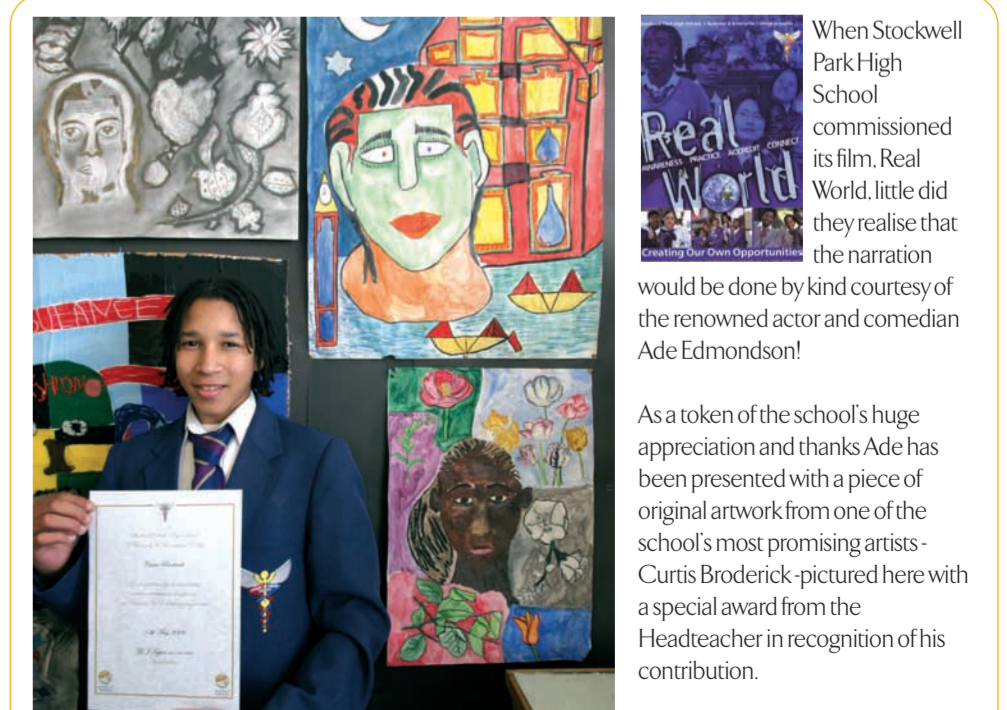 When Stockwell
Park High
School
commissioned
its film, Real
World, little did
they realise that
the narration
would be done by kind courtesy of
the renowned actor and comedian
Ade Edmondson!
As a token of the school's huge
appreciation and thanks Ade has
been presented with a piece of
original artwork from one of the
school's most promising artists -
Curtis Broderick -pictured here with
a special award from the
Headteacher in recognition of his
contribution.
Real
AWARENESS PRACTICE ACCREDIT CONNECT
World
Creating Our Own Opportunities